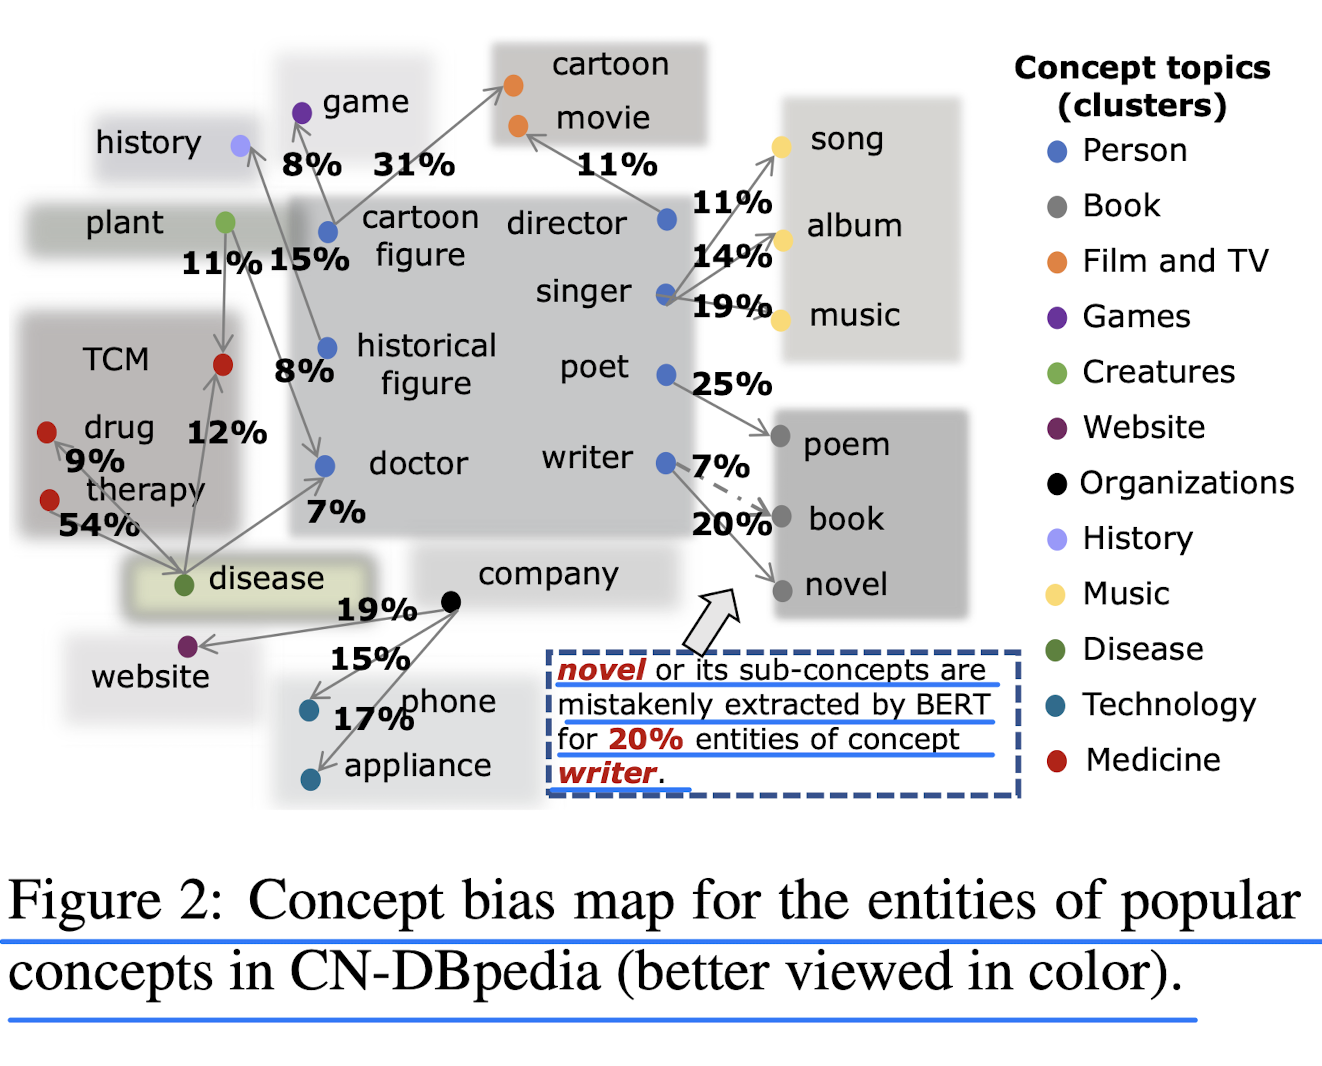 cartoon
game
movie
history
8%
31%
11%
song
plant
cartoon
figure
director
11%
album
11%
15%
singer
14%
19%
music
TCM
historical
figure
8%
poet
25%
drug
12%
9%
doctor
writer
7%
poem
therapy
54%
7%
20%
book
disease
company
novel
19%
website
15%
phone
17%
appliance
novel or its sub-concepts are
mistakenly extracted by BERT
for 20% entities of concept
writer.
Concept topics
(clusters)
Person
Book
Film and TV
Games
Creatures
Website
Organizations
History
Music
Disease
Technology
Medicine
Figure 2: Concept bias map for the entities of popular
concepts in CN-DBpedia (better viewed in color).